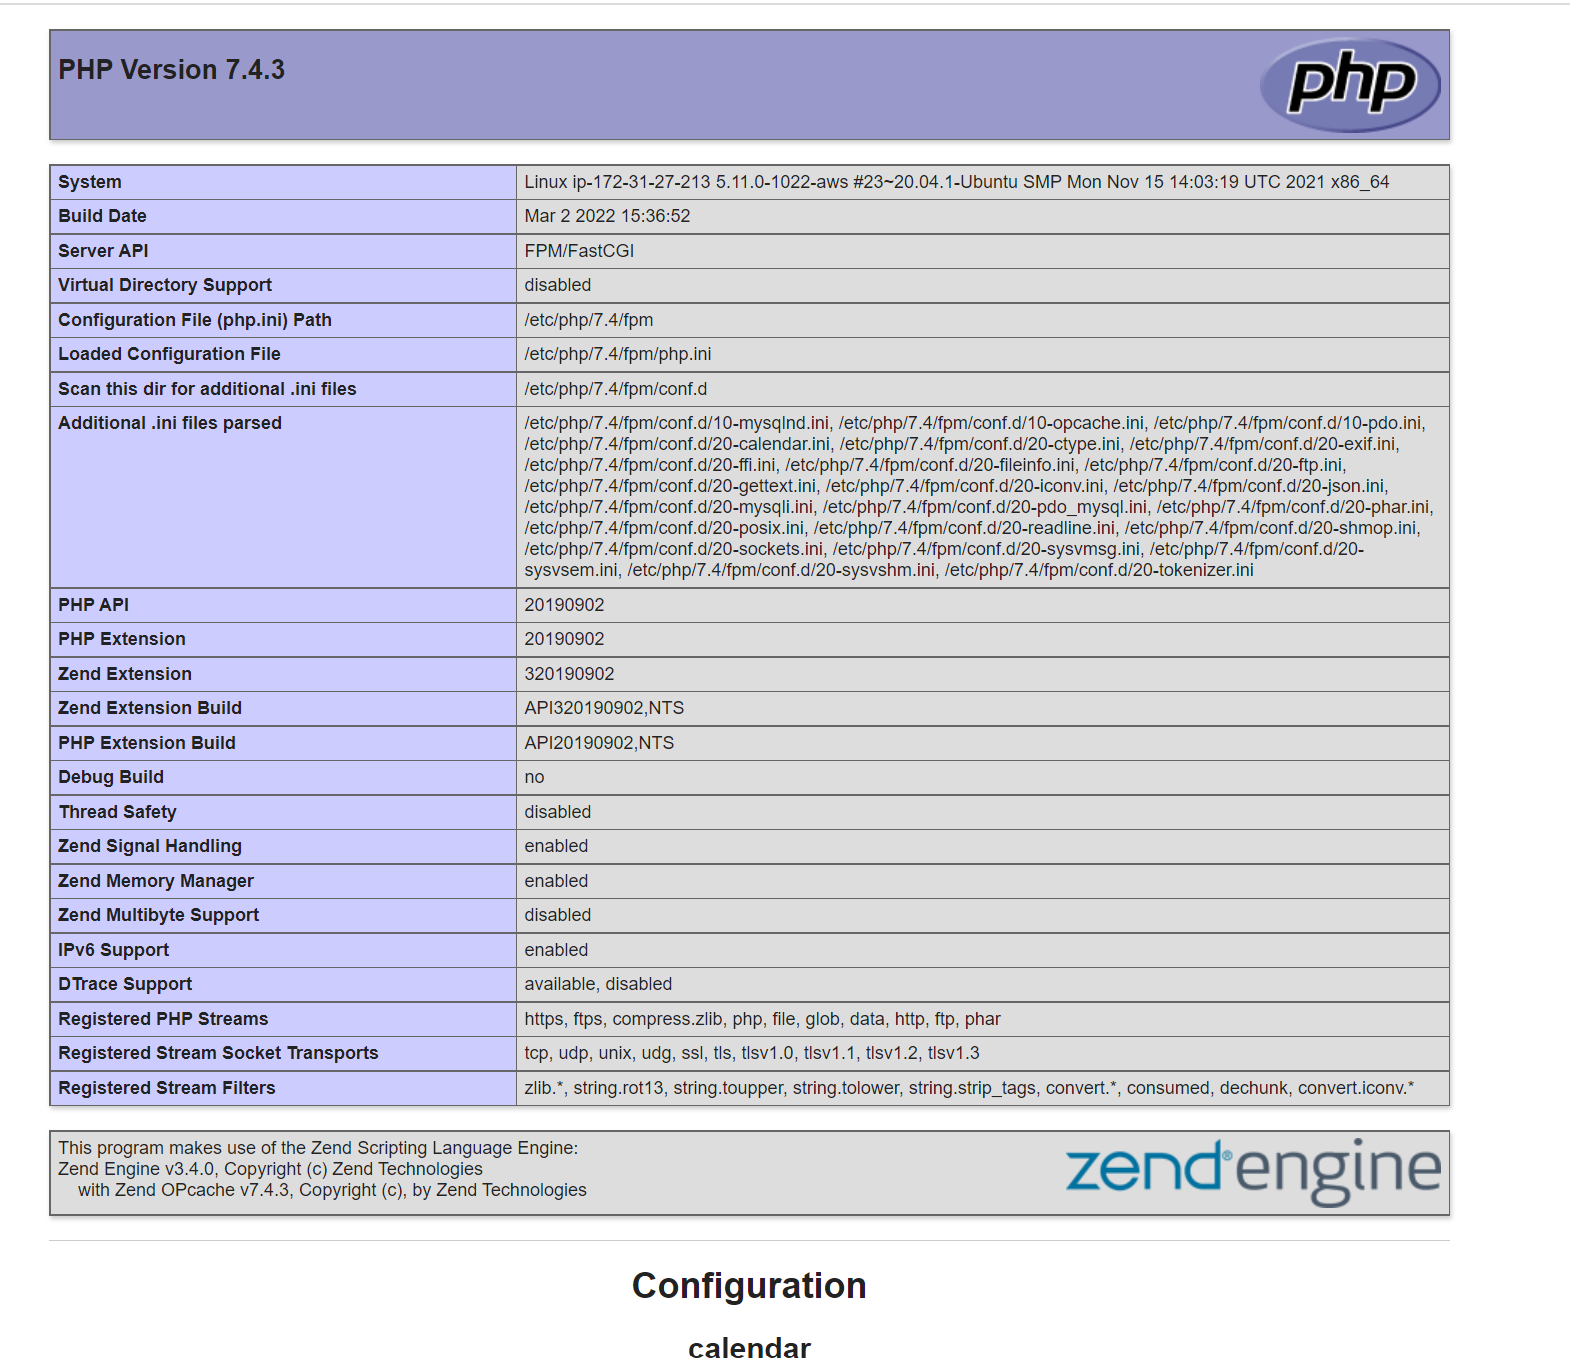 PHP Version 7.4.3
php
System Linux ip-172-31-27-213 5.11.0-1022-aws #23~20.04.1-Ubuntu SMP Mon Nov 15 14:03:19 UTC 2021 x86_64
Build Date Mar 2 2022 15:36:52
Server API FPM/FastCGI
Virtual Directory Support disabled
Configuration File (php.ini) Path /etc/php/7.4/fpm
Loaded Configuration File /etc/php/7.4/fpm/php.ini
Scan this dir for additional .ini files /etc/php/7.4/fpm/conf.d
Additional .ini files parsed /etc/php/7.4/fpm/conf.d/10-mysqlnd.ini, /etc/php/7.4/fpm/conf.d/10-opcache.ini, /etc/php/7.4/fpm/conf.d/10-pdo.ini,
/etc/php/7.4/fpm/conf.d/20-calendar.ini, /etc/php/7.4/fpm/conf.d/20-ctype.ini, /etc/php/7.4/fpm/conf.d/20-exif.ini,
/etc/php/7.4/fpm/conf.d/20-ffi.ini, /etc/php/7.4/fpm/conf.d/20-fileinfo.ini, /etc/php/7.4/fpm/conf.d/20-ftp.ini,
/etc/php/7.4/fpm/conf.d/20-gettext.ini, /etc/php/7.4/fpm/conf.d/20-iconv.ini, /etc/php/7.4/fpm/conf.d/20-json.ini,
/etc/php/7.4/fpm/conf.d/20-mysqli.ini, /etc/php/7.4/fpm/conf.d/20-pdo_mysql.ini, /etc/php/7.4/fpm/conf.d/20-phar.ini,
/etc/php/7.4/fpm/conf.d/20-posix.ini, /etc/php/7.4/fpm/conf.d/20-readline.ini, /etc/php/7.4/fpm/conf.d/20-shmop.ini,
/etc/php/7.4/fpm/conf.d/20-sockets.ini, /etc/php/7.4/fpm/conf.d/20-sysvmsg.ini, /etc/php/7.4/fpm/conf.d/20-
sysvsem.ini, /etc/php/7.4/fpm/conf.d/20-sysvshm.ini, /etc/php/7.4/fpm/conf.d/20-tokenizer.ini
PHP API 20190902
PHP Extension 20190902
Zend Extension 320190902
Zend Extension Build API320190902,NTS
PHP Extension Build API20190902,NTS
Debug Build no
Thread Safety disabled
Zend Signal Handling enabled
Zend Memory Manager enabled
Zend Multibyte Support disabled
IPv6 Support enabled
DTrace Support available, disabled
Registered PHP Streams https, ftps, compress.zlib, php, file, glob, data, http, ftp, phar
Registered Stream Socket Transports tcp, udp, unix, udg, ssl, tls, tlsv1.0, tlsv1.1, tlsv1.2, tlsv1.3
Registered Stream Filters zlib.*, string.rot13, string.toupper, string.tolower, string.strip_tags, convert.*, consumed, dechunk, convert.iconv.*
This program makes use of the Zend Scripting Language Engine:
Zend Engine v3.4.0, Copyright (c) Zend Technologies
with Zend OPcache v7.4.3, Copyright (c), by Zend Technologies
zend®engine
Configuration
calendar